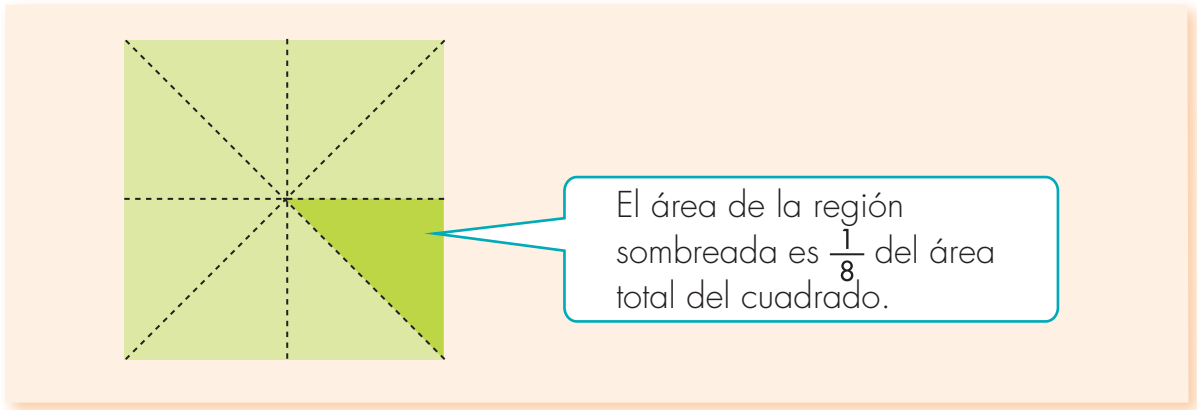 El área de la región
sombreada es 1/8 del área
total del cuadrado.